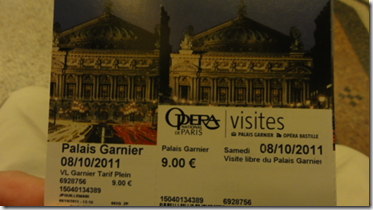 Palais Garnier
08/10/2011
VL Garnier Tarif Plein
9.00 €
6928756
15040134389
OPERA
NATIONAL
DE PARIS
visites
PALAIS GARNIER
OPÉRA BASTILLE
Palais Garnier
9.00 €
Samedi 08/10/2011
Visite libre du Palais Garnier
15040134389
6928756